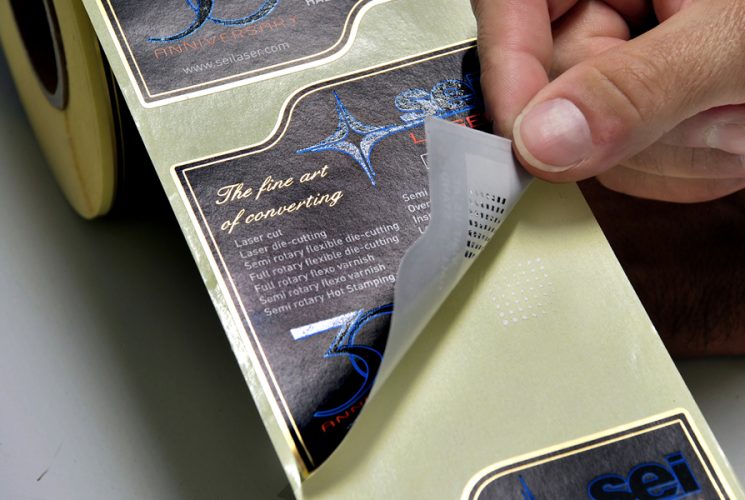 ANNIVERSARY
www.seilaser.com
sei
The fine art
of converting
Laser cut
Laser die-cutting
Semi rotary flexible die-cutting
Full rotary flexible die-cutting
Full rotary flexo varnish
Semi rotary flexo varnish
Semi rotary Hot Stamping
Semi
30
sei